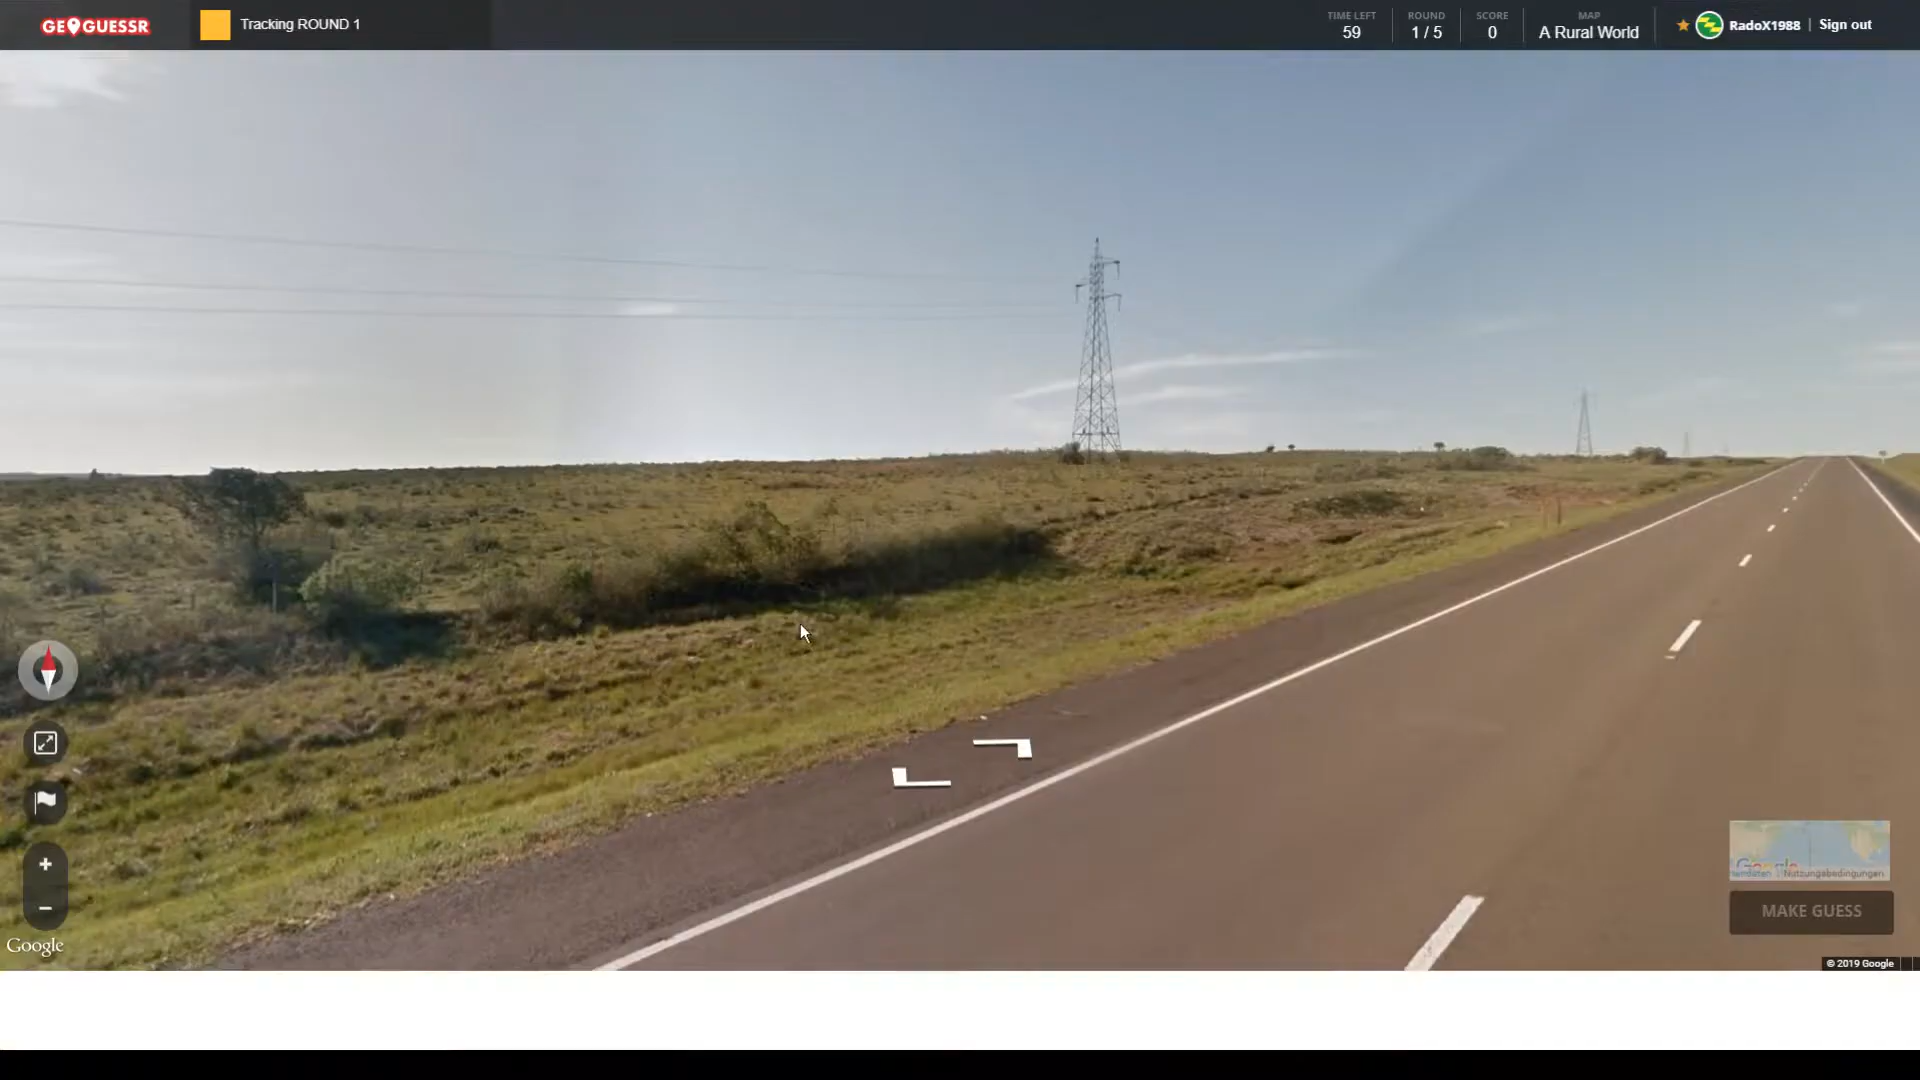 GEOGUESSR
Tracking ROUND 1
TIME LEFT
59
ROUND
1 / 5
SCORE
0
MAP
A Rural World
RadoX1988 | Sign out
+
−
Google
Google
Nutzungsbedingungen
MAKE GUESS
© 2019 Google